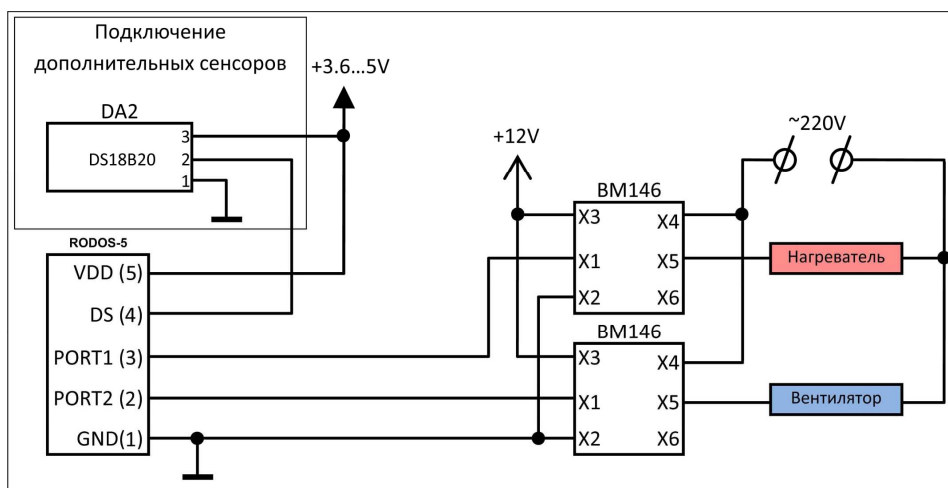 Подключение
дополнительных сенсоров
+3.6...5V
DA2
DS18B20
3
2
1
+12V
~220V
RODOS-5
VDD (5)
DS (4)
PORT1 (3)
PORT2 (2)
GND(1)
BM146
X3
X4
X1
X5
X2
X6
Нагреватель
BM146
X3
X4
X1
X5
X2
X6
Вентилятор